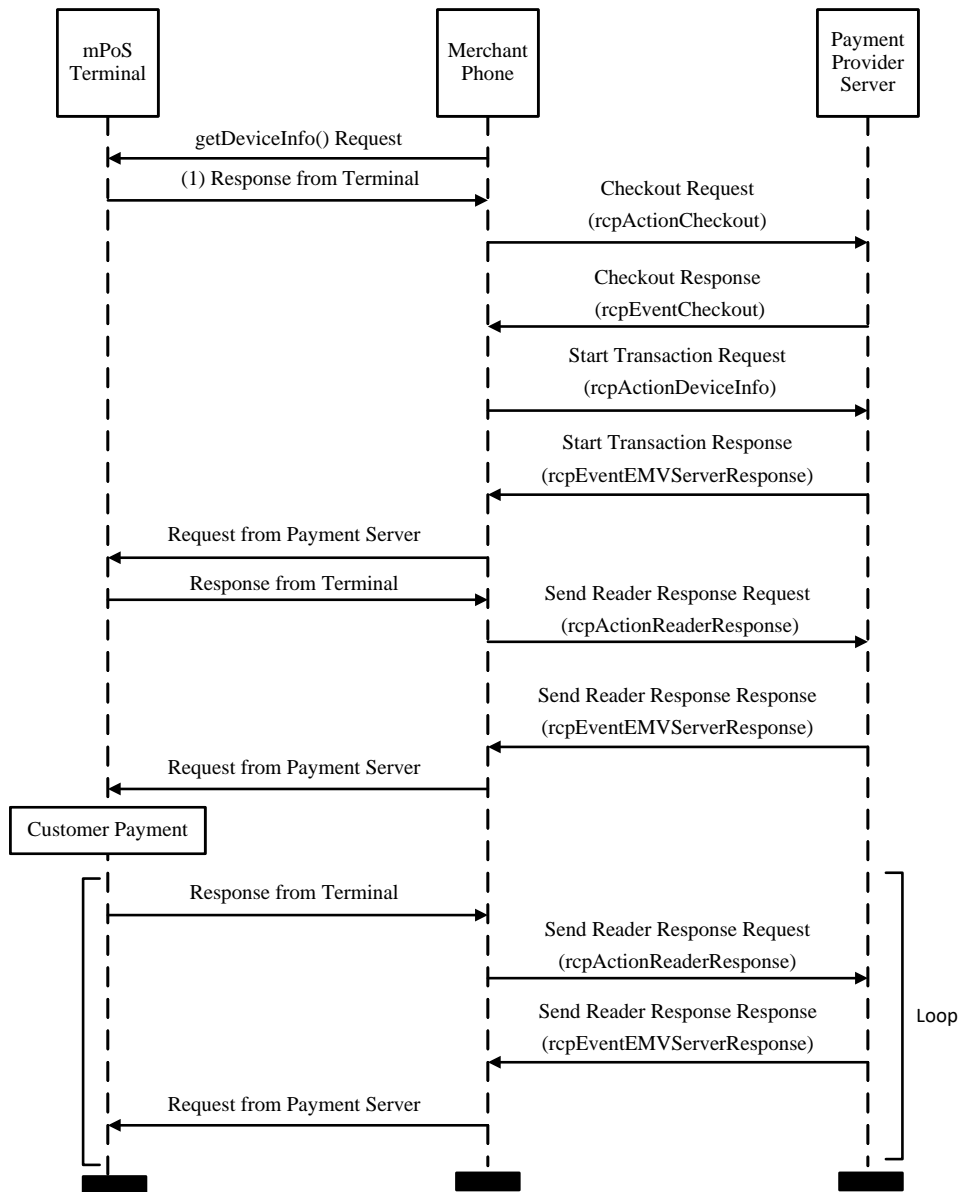 mPoS
Terminal
Merchant
Phone
Payment
Provider
Server
getDeviceInfo() Request
(1) Response from Terminal
Checkout Request
(rcpActionCheckout)
Checkout Response
(rcpEventCheckout)
Start Transaction Request
(rcpActionDeviceInfo)
Start Transaction Response
(rcpEventEMVServerResponse)
Request from Payment Server
Response from Terminal
Send Reader Response Request
(rcpActionReaderResponse)
Send Reader Response Response
(rcpEventEMVServerResponse)
Request from Payment Server
Customer Payment
Response from Terminal
Send Reader Response Request
(rcpActionReaderResponse)
Send Reader Response Response
(rcpEventEMVServerResponse)
Loop
Request from Payment Server